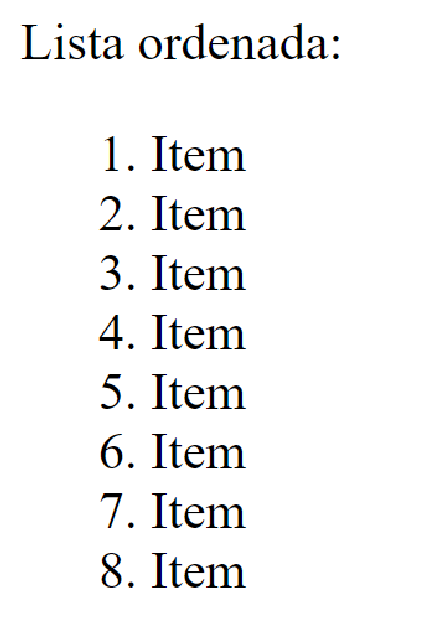 Lista ordenada:
1. Item
2. Item
3. Item
4. Item
5. Item
6. Item
7. Item
8. Item